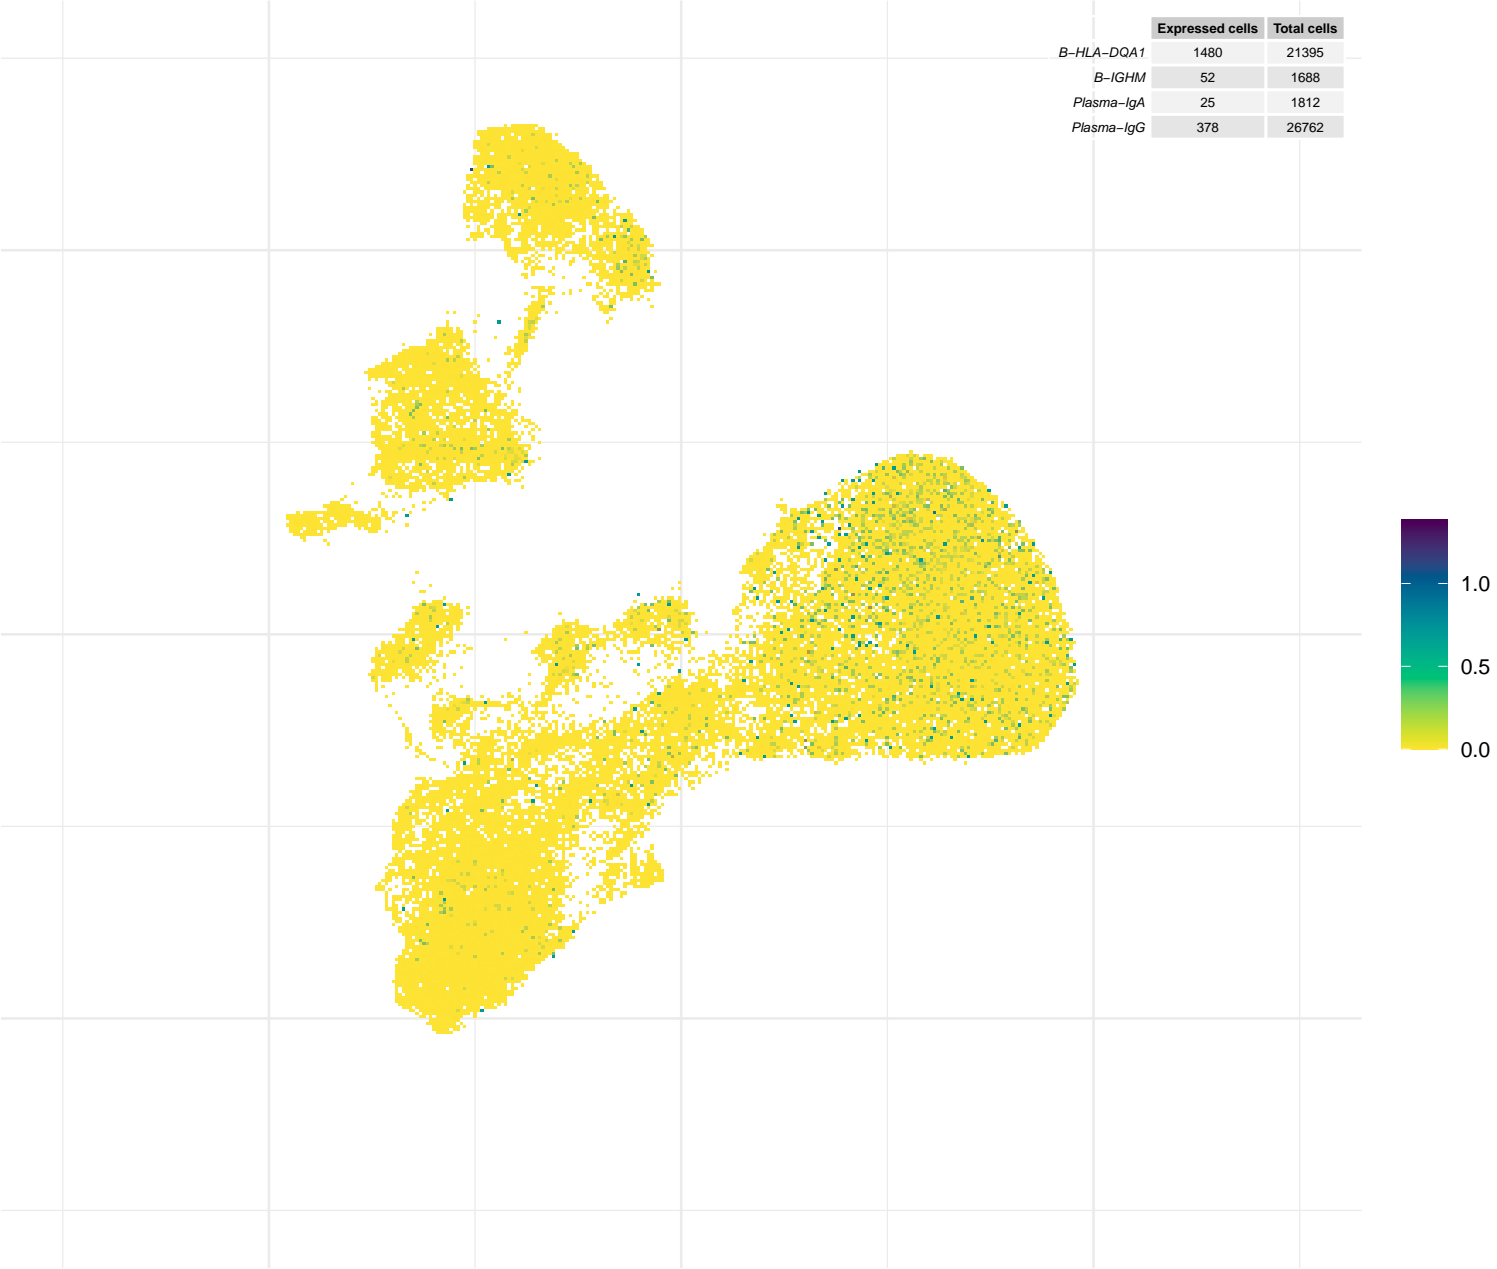 Expressed cells Total cells
B−HLA−DQA1 1480 21395
B−IGHM 52 1688
Plasma−IgA 25 1812
Plasma−IgG 378 26762
1.0
0.5
0.0